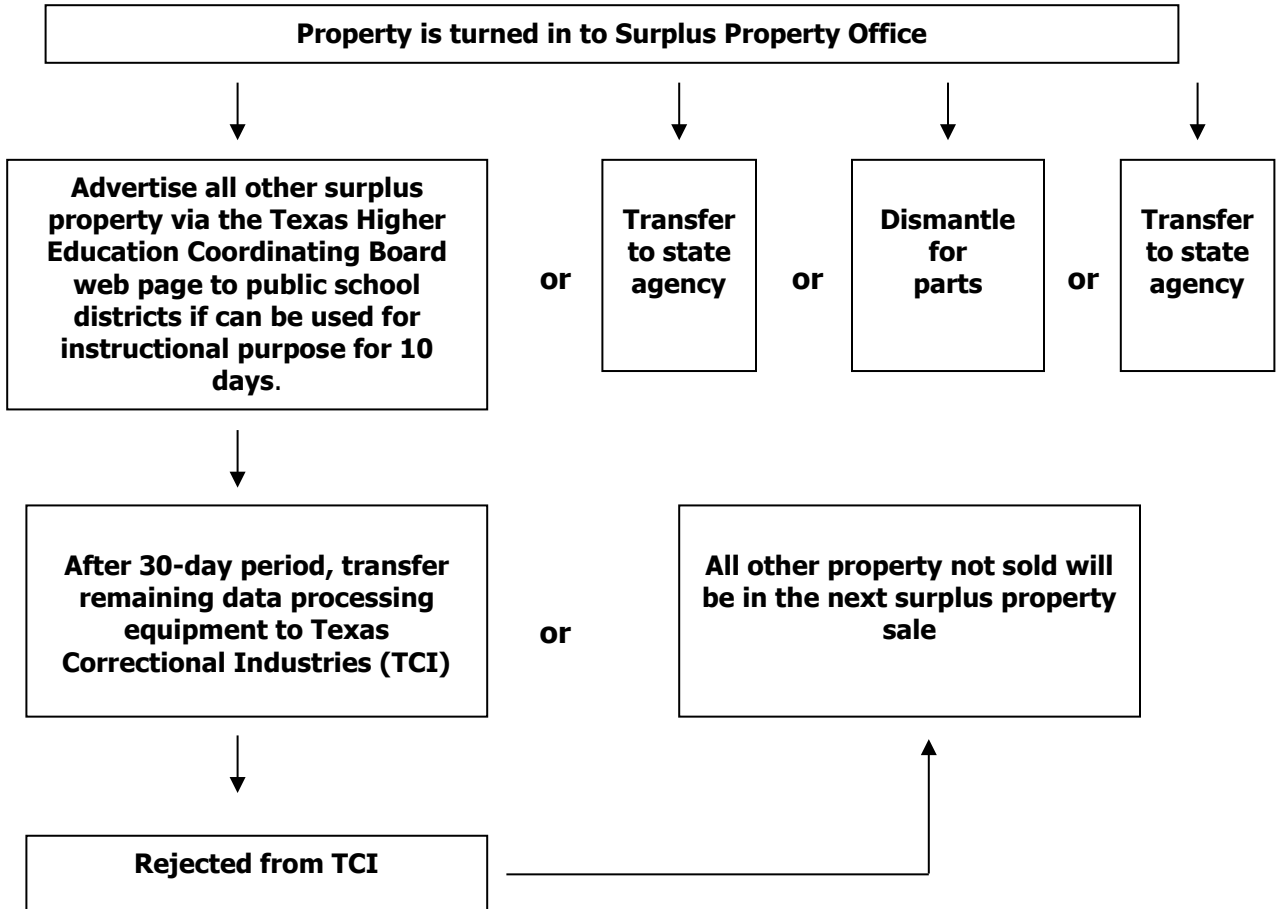 Property is turned in to Surplus Property Office
Advertise all other surplus
property via the Texas Higher
Education Coordinating Board
web page to public school
districts if can be used for
instructional purpose for 10
days.
or
Transfer
to state
agency
or
Dismantle
for
parts
or
Transfer
to state
agency
After 30-day period, transfer
remaining data processing
equipment to Texas
Correctional Industries (TCI)
or
All other property not sold will
be in the next surplus property
sale
Rejected from TCI